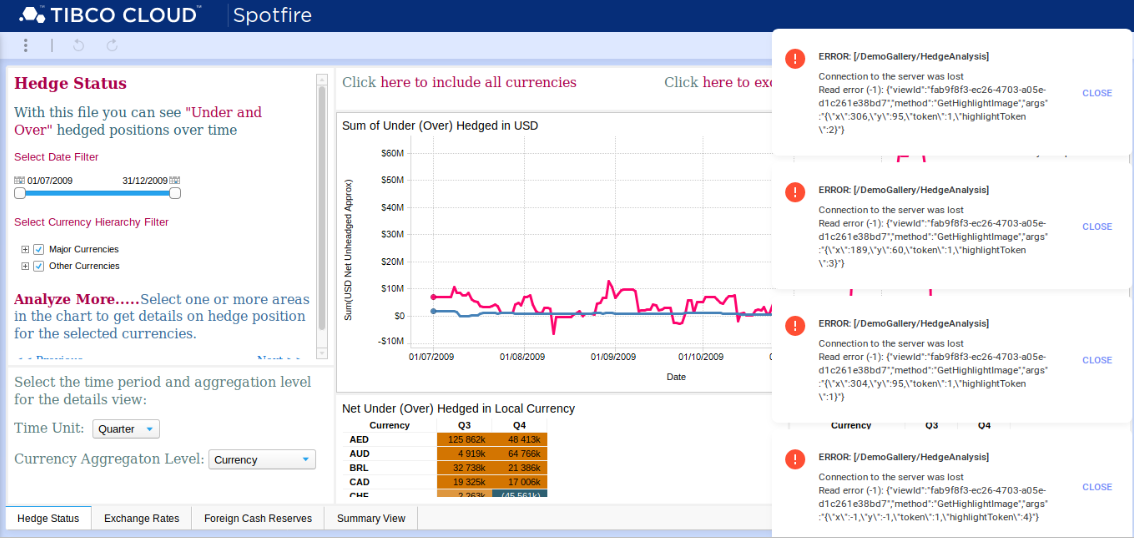 TIBCO CLOUD™ Spotfire
Hedge Status
With this file you can see "Under and
Over" hedged positions over time
Select Date Filter
01/07/2009 31/12/2009
Select Currency Hierarchy Filter
Major Currencies
Other Currencies
Analyze More.....Select one or more areas
in the chart to get details on hedge position
for the selected currencies.
Select the time period and aggregation level
for the details view:
Time Unit: Quarter
Currency Aggregaton Level: Currency
Click here to include all currencies
Click here to
Sum of Under (Over) Hedged in USD
Sum(USD Net Unheadged Approx)
$60M
$50M
$40M
$30M
$20M
$10M
$0
-$10M
01/07/2009 01/08/2009 01/09/2009 01/10/2009
Date
Net Under (Over) Hedged in Local Currency
Currency Q3 Q4
AED 125 862k 48 413k
AUD 4 919k 64 766k
BRL 32 738k 21 386k
CAD 19 325k 17 006k
CHF 2 263k (45 561k)
ERROR: [/DemoGallery/HedgeAnalysis]
Connection to the server was lost
Read error (-1): {"viewId":"fab9f8f3-ec26-4703-a05e-
d1c261e38bd7","method":"GetHighlightImage","args"
:"{\"x\":306,\"y\":95,\"token\":1,\"highlightToken
\":2}"}
CLOSE
ERROR: [/DemoGallery/HedgeAnalysis]
Connection to the server was lost
Read error (-1): {"viewId":"fab9f8f3-ec26-4703-a05e-
d1c261e38bd7","method":"GetHighlightImage","args"
:"{\"x\":189,\"y\":60,\"token\":1,\"highlightToken
\":3}"}
CLOSE
ERROR: [/DemoGallery/HedgeAnalysis]
Connection to the server was lost
Read error (-1): {"viewId":"fab9f8f3-ec26-4703-a05e-
d1c261e38bd7","method":"GetHighlightImage","args"
:"{\"x\":304,\"y\":95,\"token\":1,\"highlightToken
\":1}"}
CLOSE
Currency Q3 Q4
ERROR: [/DemoGallery/HedgeAnalysis]
Connection to the server was lost
Read error (-1): {"viewId":"fab9f8f3-ec26-4703-a05e-
d1c261e38bd7","method":"GetHighlightImage","args"
:"{\"x\":-1,\"y\":-1,\"token\":1,\"highlightToken\":4}"}
CLOSE
Hedge Status Exchange Rates Foreign Cash Reserves Summary View